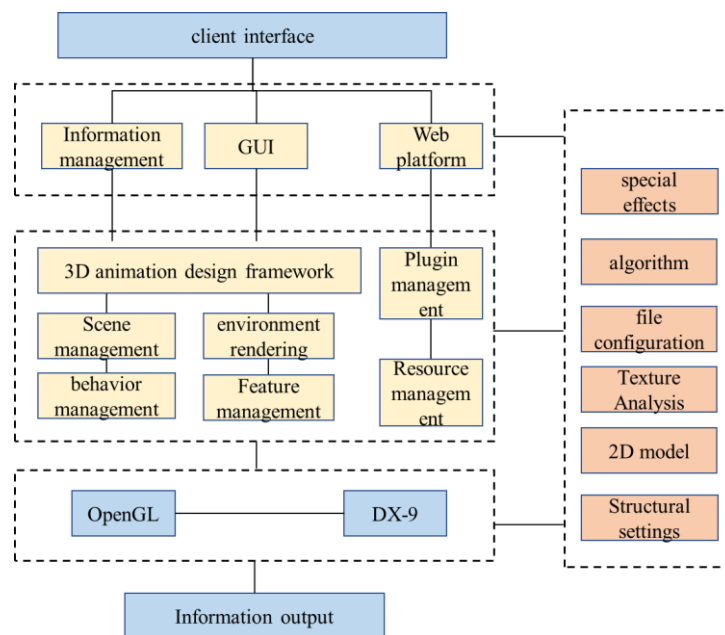 client interface
Information
management
GUI
Web
platform
3D animation design framework
Scene
management
behavior
management
environment
rendering
Feature
management
Plugin
managem
ent
Resource
managem
ent
OpenGL
DX-9
Information output
special
effects
algorithm
file
configuration
Texture
Analysis
2D model
Structural
settings